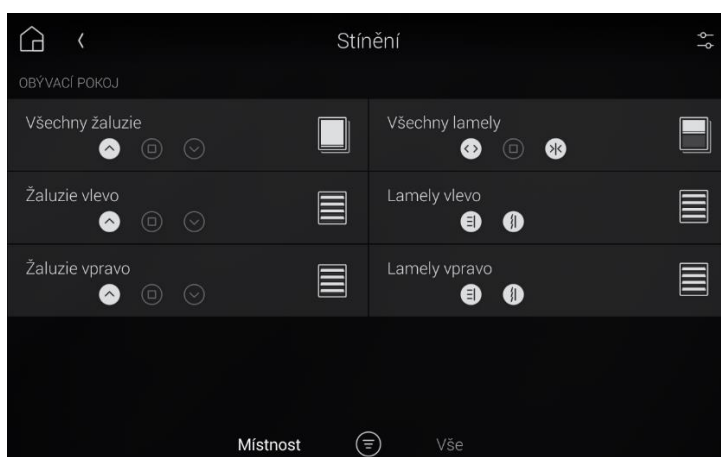 Stínění
OBÝVACÍ POKOJ
Všechny žaluzie
Všechny lamely
Žaluzie vlevo
Lamely vlevo
Žaluzie vpravo
Lamely vpravo
Místnost
Vše